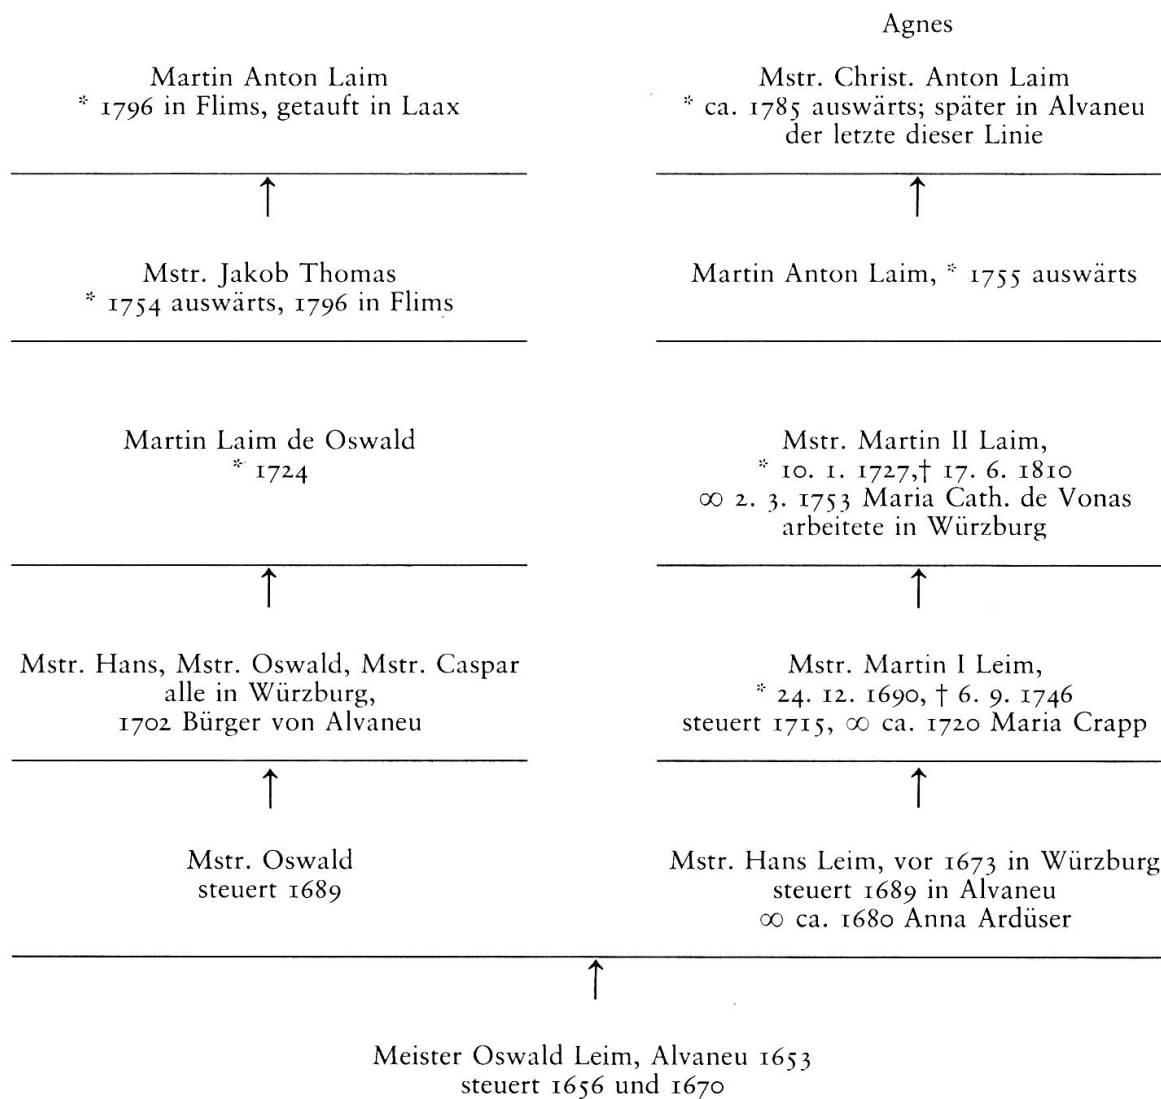 Agnes
Martin Anton Laim
* 1796 in Flims, getauft in Laax
Mstr. Christ. Anton Laim
* ca. 1785 auswärts; später in Alvaneu
der letzte dieser Linie
↑
↑
Mstr. Jakob Thomas
* 1754 auswärts, 1796 in Flims
Martin Anton Laim, * 1755 auswärts
Martin Laim de Oswald
* 1724
Mstr. Martin II Laim,
* 10. 1. 1727,† 17. 6. 1810
∞ 2. 3. 1753 Maria Cath. de Vonas
arbeitete in Würzburg
↑
↑
Mstr. Hans, Mstr. Oswald, Mstr. Caspar
alle in Würzburg,
1702 Bürger von Alvaneu
Mstr. Martin I Leim,
* 24. 12. 1690, † 6. 9. 1746
steuert 1715, ∞ ca. 1720 Maria Crapp
↑
↑
Mstr. Oswald
steuert 1689
Mstr. Hans Leim, vor 1673 in Würzburg
steuert 1689 in Alvaneu
∞ ca. 1680 Anna Ardüser
↑
Meister Oswald Leim, Alvaneu 1653
steuert 1656 und 1670